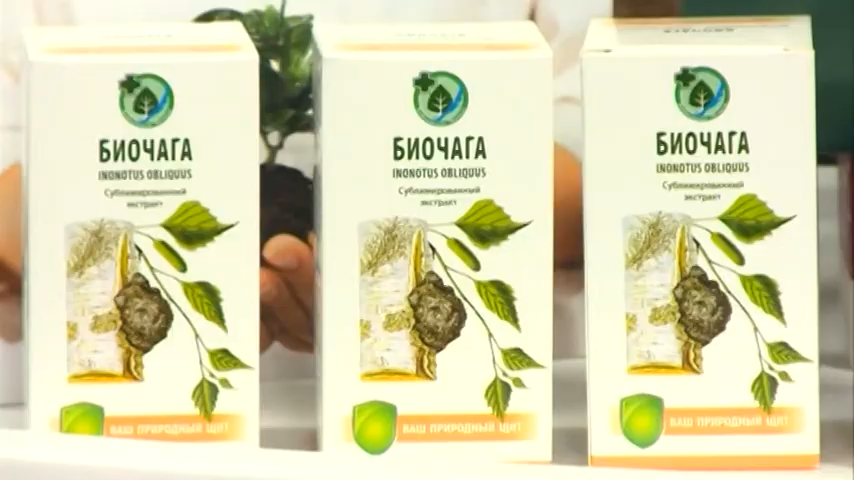 БИОЧАГА
INONOTUS OBLIQUUS
Сублимированный
экстракт
ВАШ ПРИРОДНЫЙ ЩИТ
БИОЧАГА
INONOTUS OBLIQUUS
Сублимированный
экстракт
ВАШ ПРИРОДНЫЙ ЩИТ
БИОЧАГА
INONOTUS OBLIQUUS
Сублимированный
экстракт
ВАШ ПРИРОДНЫЙ ЩИТ